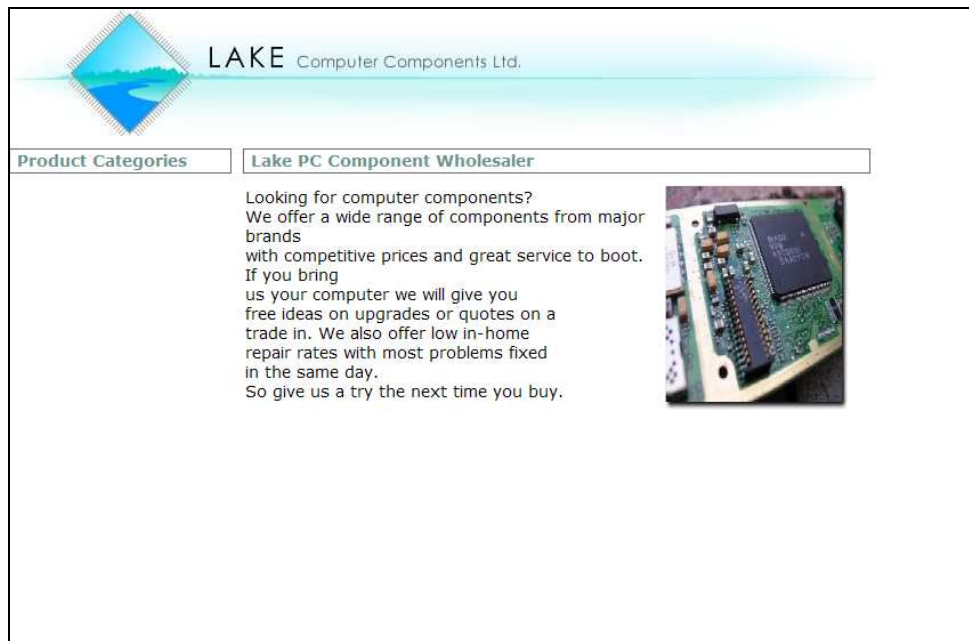 LAKE Computer Components Ltd.
Product Categories
Lake PC Component Wholesaler
Looking for computer components?
We offer a wide range of components from major
brands
with competitive prices and great service to boot.
If you bring
us your computer we will give you
free ideas on upgrades or quotes on a
trade in. We also offer low in-home
repair rates with most problems fixed
in the same day.
So give us a try the next time you buy.